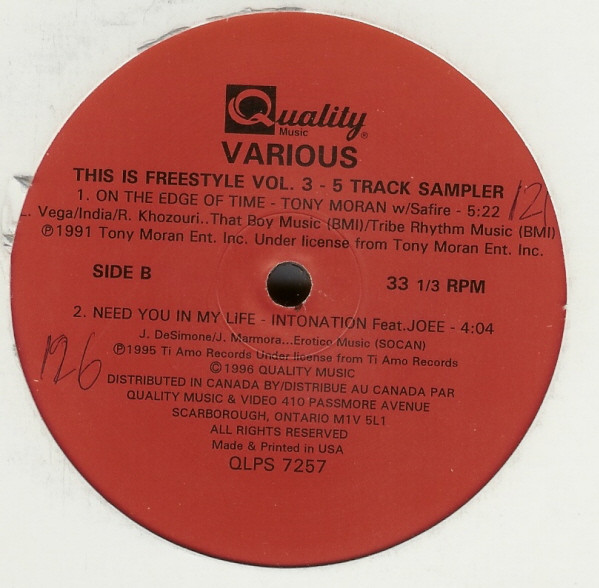 Quality
Music
®
VARIOUS
THIS IS FREESTYLE VOL. 3 - 5 TRACK SAMPLER
1. ON THE EDGE OF TIME - TONY MORAN w/Safire - 5:22
. Vega/India/R. Khozouri..That Boy Music (BMI)/Tribe Rhythm Music (BMI)
℗1991 Tony Moran Ent. Inc. Under license from Tony Moran Ent. Inc.
SIDE B
33 1/3 RPM
2. NEED YOU IN MY LIFE - INTONATION Feat.JOEE - 4:04
J. DeSimone/J. Marmora...Erotico Music (SOCAN)
℗1995 Ti Amo Records Under license from Ti Amo Records
©1996 QUALITY MUSIC
126
DISTRIBUTED IN CANADA BY/DISTRIBUE AU CANADA PAR
QUALITY MUSIC & VIDEO 410 PASSMORE AVENUE
SCARBOROUGH, ONTARIO M1V 5L1
ALL RIGHTS RESERVED
Made & Printed in USA
QLPS 7257